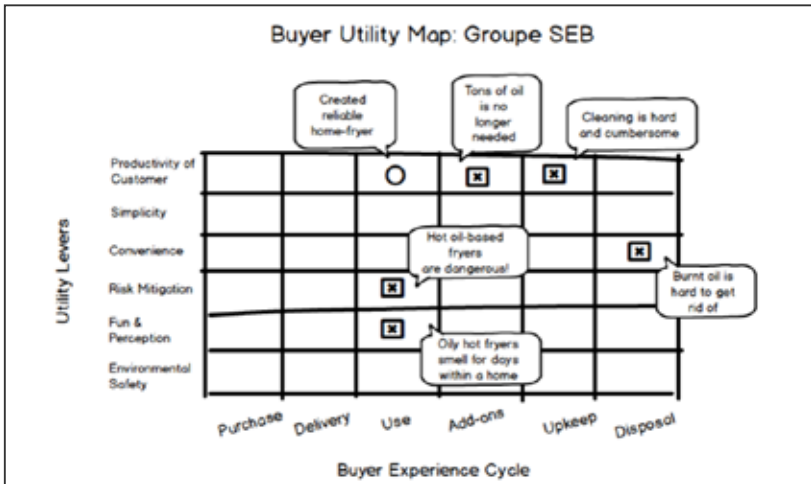 Buyer Utility Map: Groupe SEB
Created
reliable
home-fryer
Tons of oil
is no
longer
needed
Cleaning is hard
and cumbersome
Utility Levers
Productivity of
Customer
Simplicity
Convenience
Risk Mitigation
Fun &
Perception
Environmental
Safety
Hot oil-based
fryers
are dangerous!
Burnt oil is
hard to get
rid of
Oily hot fryers
smell for days
within a home
Purchase
Delivery
Use
Add-ons
Upkeep
Disposal
Buyer Experience Cycle